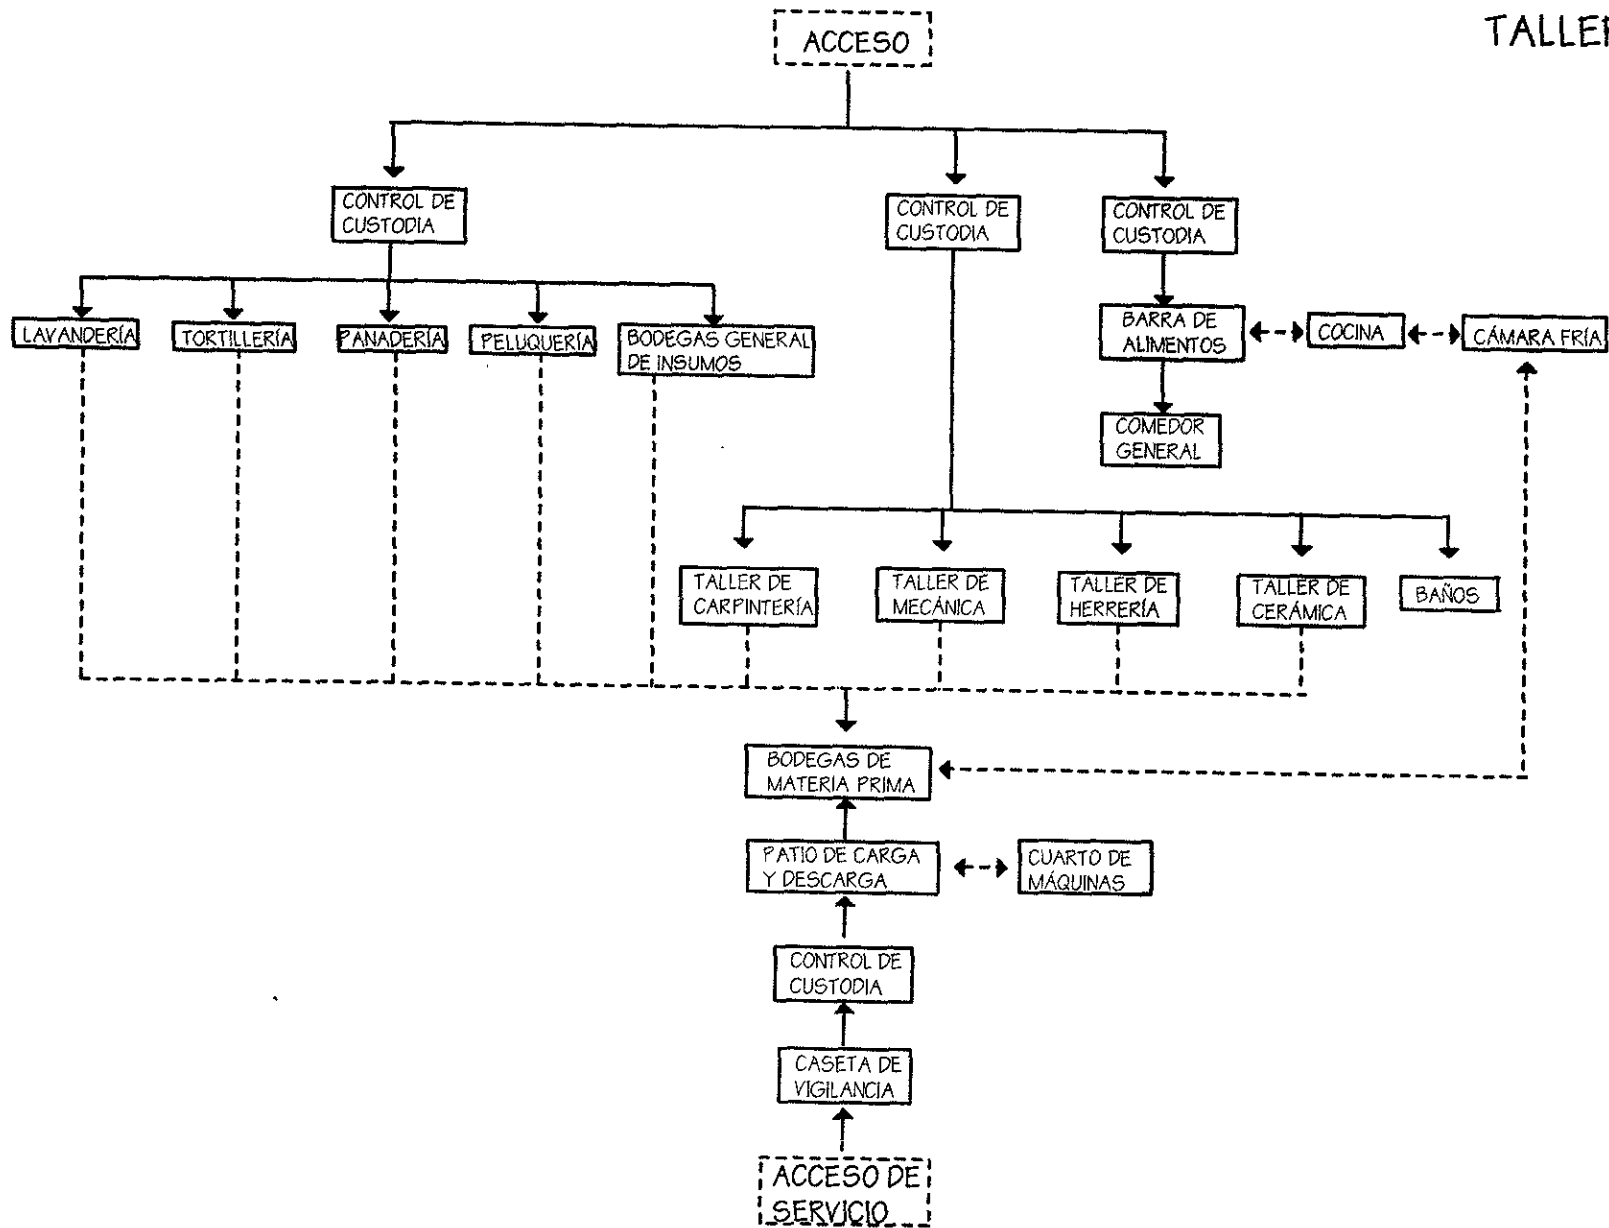 TALLER
ACCESO
CONTROL DE
CUSTODIA
CONTROL DE
CUSTODIA
CONTROL DE
CUSTODIA
LAVANDERÍA
TORTILLERÍA
PANADERÍA
PELUQUERÍA
BODEGAS GENERAL
DE INSUMOS
BARRA DE
ALIMENTOS
COCINA
CÁMARA FRÍA
COMEDOR
GENERAL
TALLER DE
CARPINTERÍA
TALLER DE
MECÁNICA
TALLER DE
HERRERÍA
TALLER DE
CERÁMICA
BAÑOS
BODEGAS DE
MATERIA PRIMA
PATIO DE CARGA
Y DESCARGA
CUARTO DE
MÁQUINAS
CONTROL DE
CUSTODIA
CASETA DE
VIGILANCIA
ACCESO DE
SERVICIO